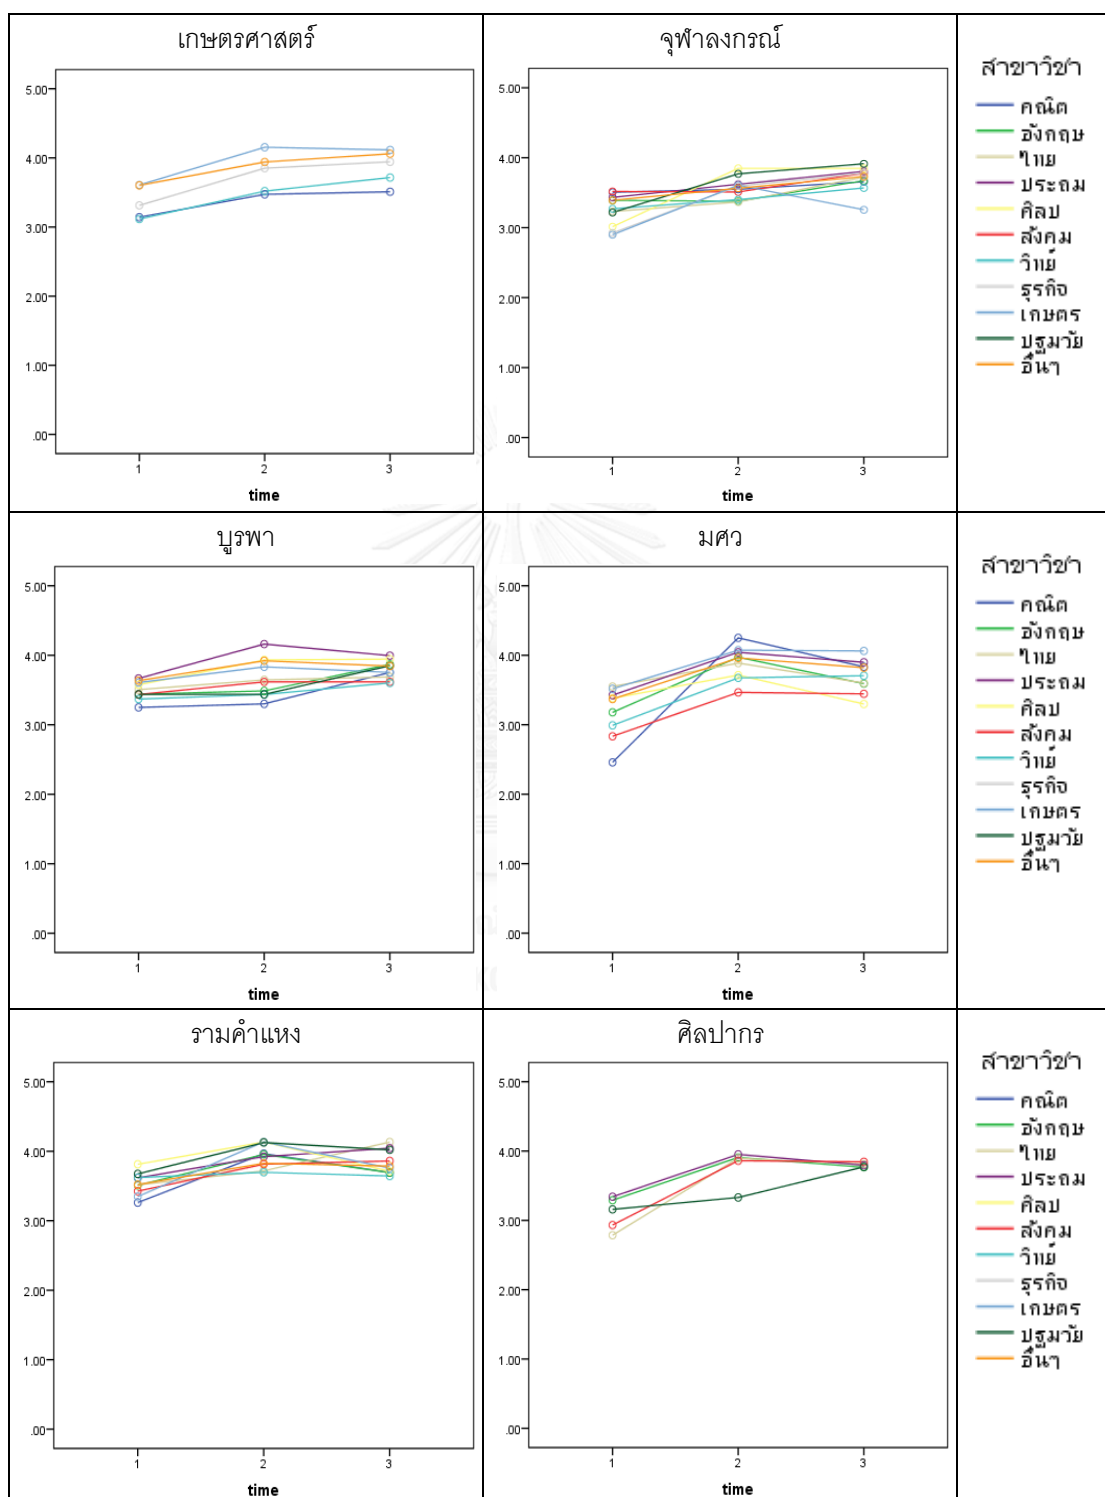 เกษตรศาสตร์
5.00
4.00
3.00
2.00
1.00
.00
1 2 3
time
จุฬาลงกรณ์
5.00
4.00
3.00
2.00
1.00
.00
1 2 3
time
สาขาวิชา
คณิต
อังกฤษ
ไทย
ประถม
ศิลป
สังคม
วิทย์
ธุรกิจ
เกษตร
ปฐมวัย
อื่นๆ
บูรพา
5.00
4.00
3.00
2.00
1.00
.00
1 2 3
time
มศว
5.00
4.00
3.00
2.00
1.00
.00
1 2 3
time
สาขาวิชา
คณิต
อังกฤษ
ไทย
ประถม
ศิลป
สังคม
วิทย์
ธุรกิจ
เกษตร
ปฐมวัย
อื่นๆ
รามคำแหง
5.00
4.00
3.00
2.00
1.00
.00
1 2 3
time
ศิลปากร
5.00
4.00
3.00
2.00
1.00
.00
1 2 3
time
สาขาวิชา
คณิต
อังกฤษ
ไทย
ประถม
ศิลป
สังคม
วิทย์
ธุรกิจ
เกษตร
ปฐมวัย
อื่นๆ